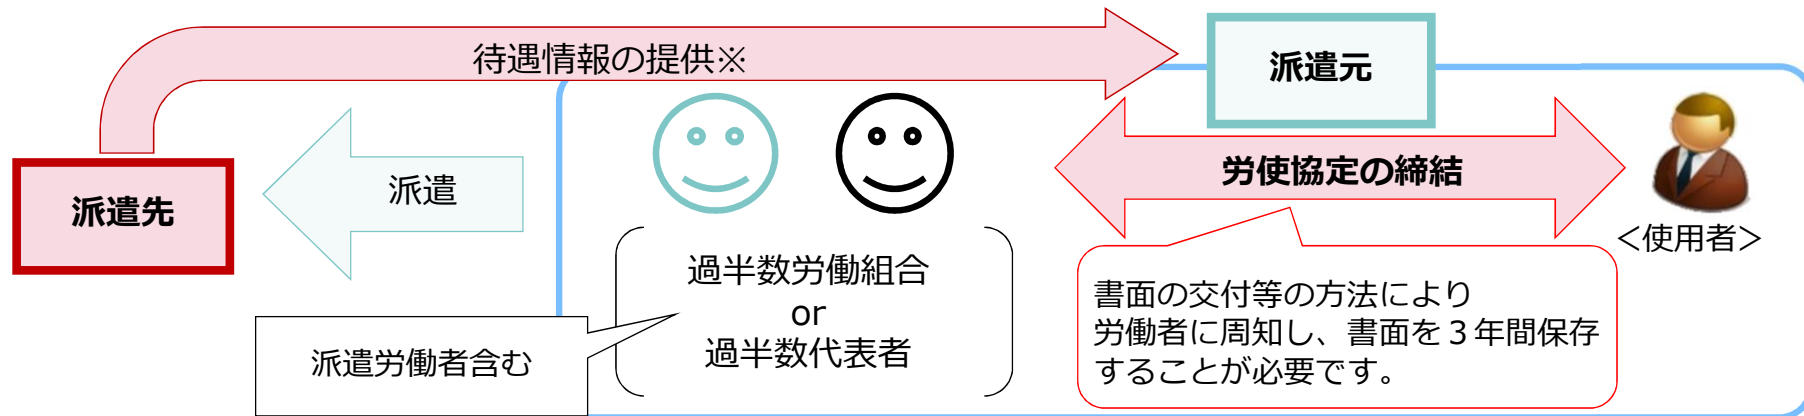 待遇情報の提供※
派遣元
派遣先
派遣
労使協定の締結
＜使用者＞
過半数労働組合
or
過半数代表者
派遣労働者含む
書面の交付等の方法により
労働者に周知し、書面を３年間保存
することが必要です。